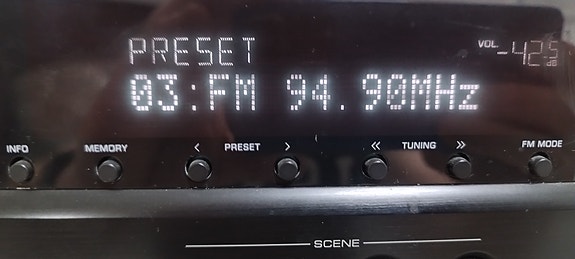 PRESET VOL. -42.5 dB
03:FM 94.90MHz
INFO MEMORY < PRESET > << TUNING >> FM MODE
SCENE